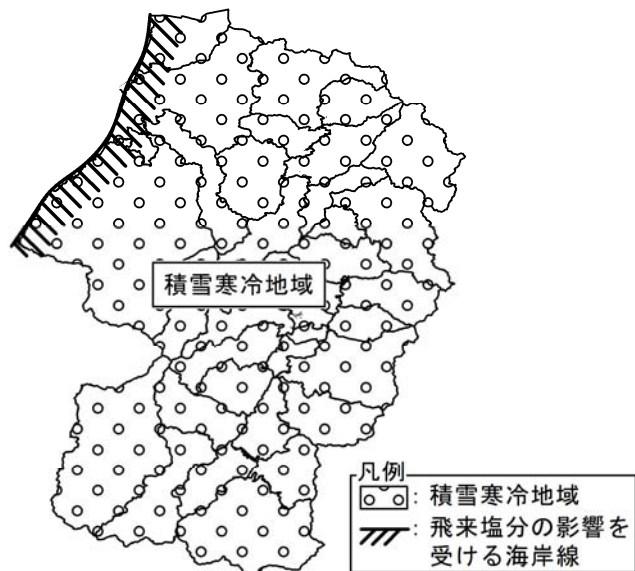 積雪寒冷地域
凡例
: 積雪寒冷地域
: 飛来塩分の影響を
受ける海岸線